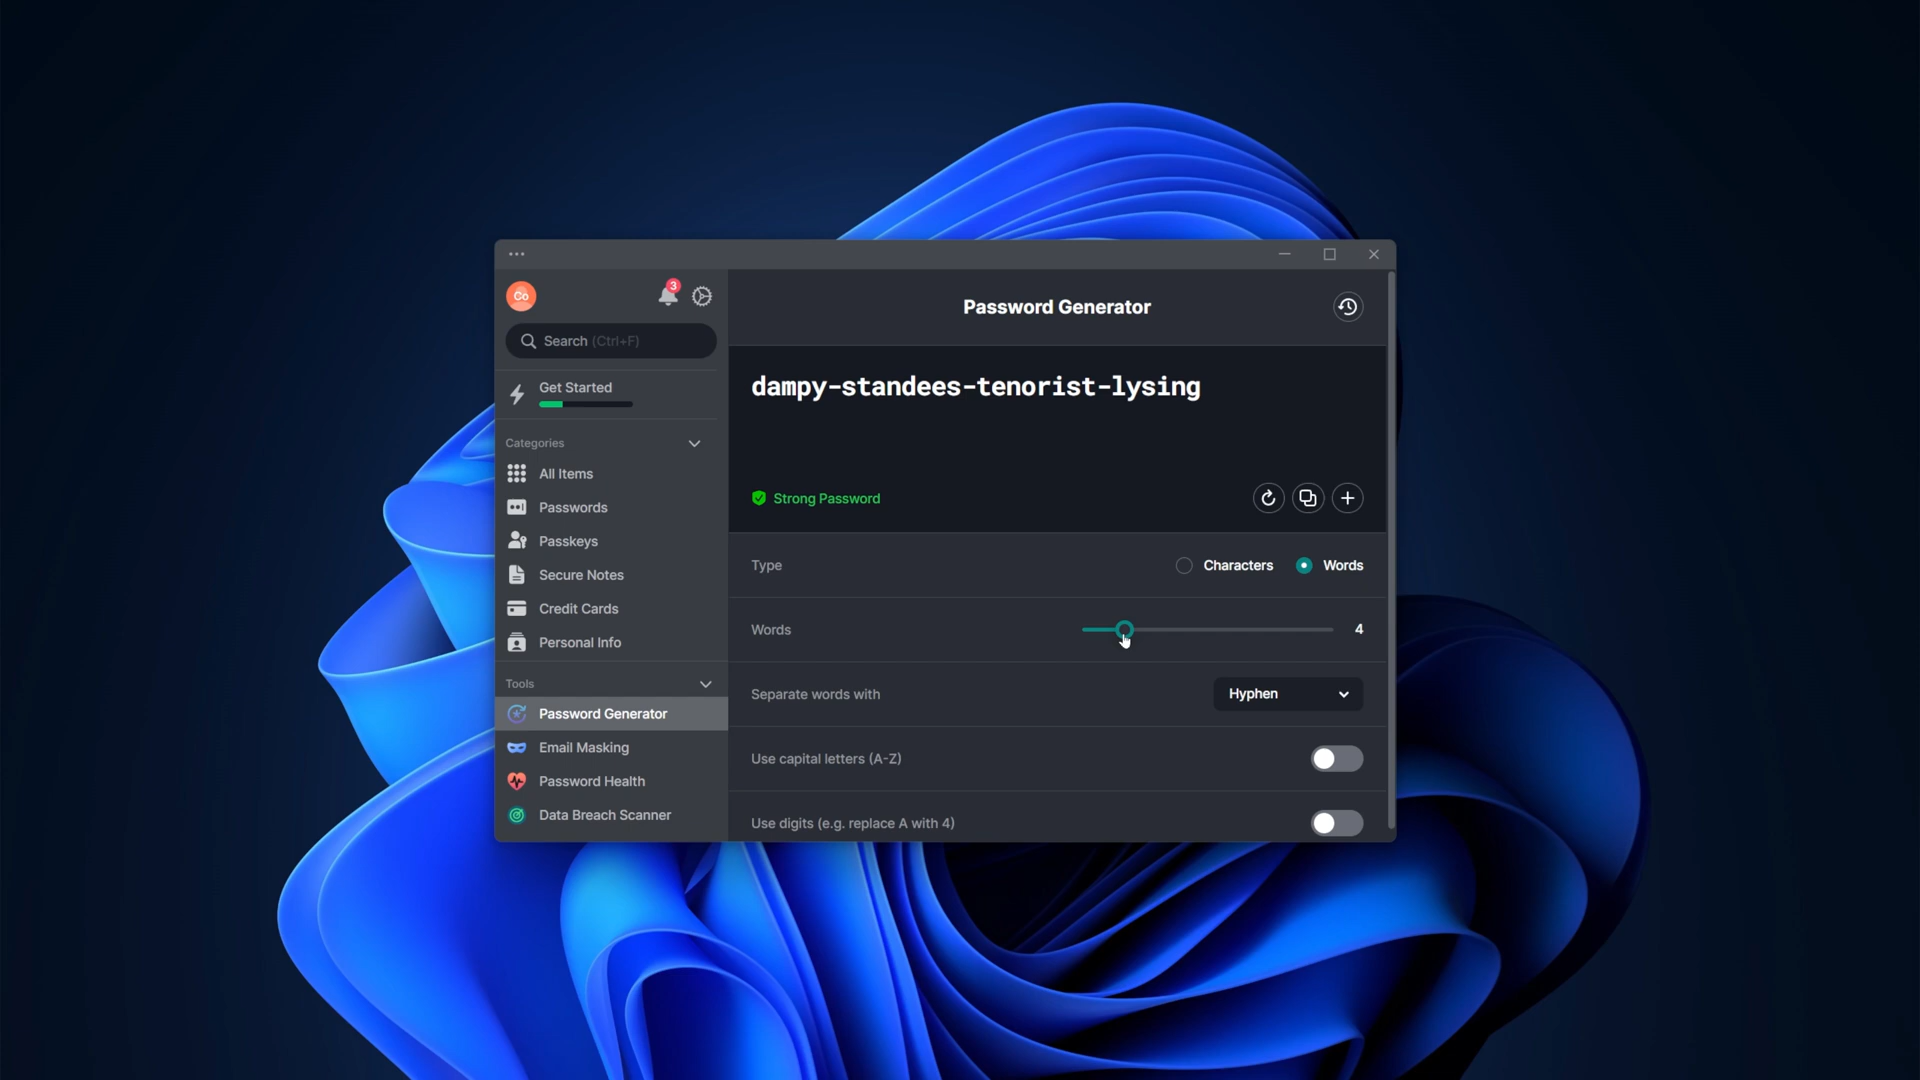 Co
3
Search (Ctrl+F)
Get Started
Categories
All Items
Passwords
Passkeys
Secure Notes
Credit Cards
Personal Info
Tools
Password Generator
Email Masking
Password Health
Data Breach Scanner
Password Generator
dampy-standees-tenorist-lysing
Strong Password
Type
Characters
Words
Words
4
Separate words with
Hyphen
Use capital letters (A-Z)
Use digits (e.g. replace A with 4)